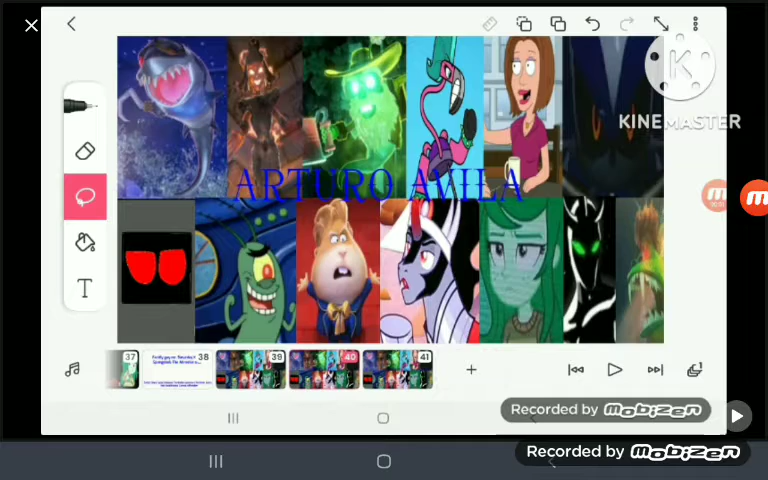 K
KINEMASTER
ARTURO AVILA
T
37
38
39
40
41
Recorded by MOBIZEN
Recorded by MOBIZEN